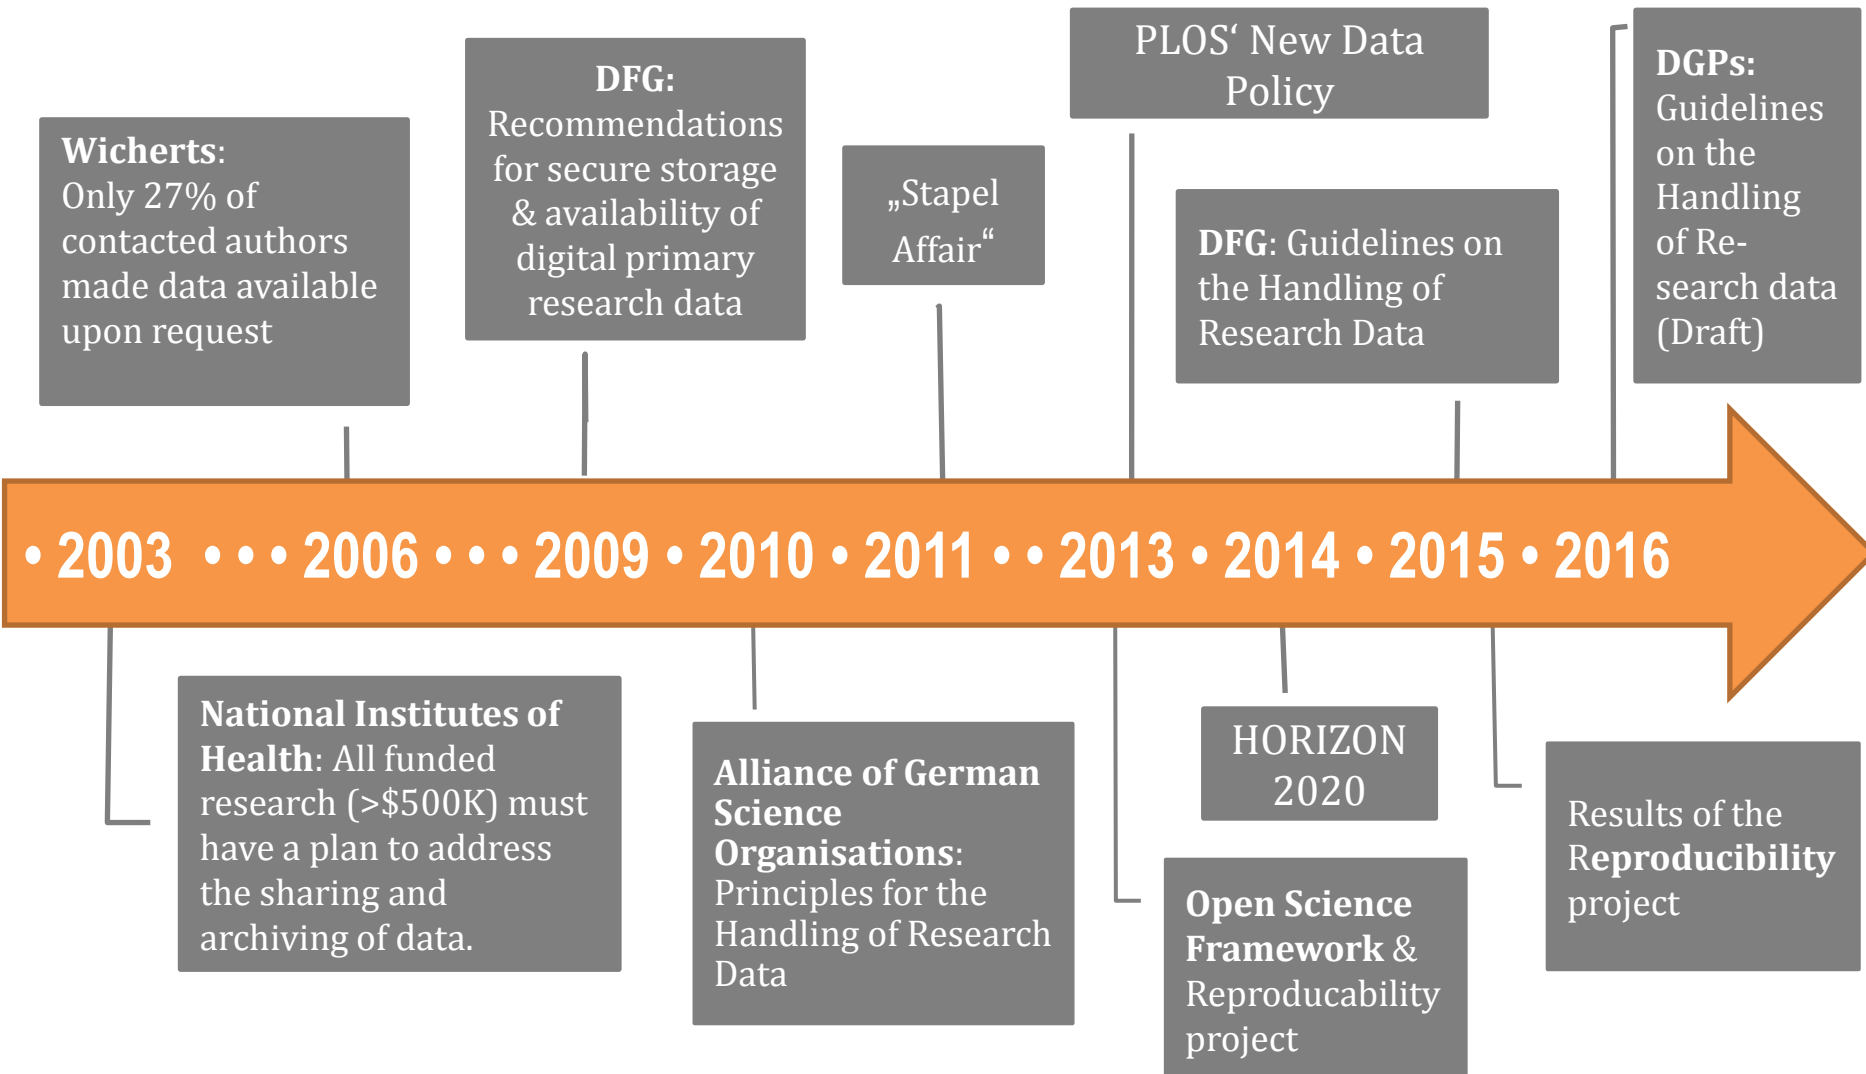 PLOS‘ New Data
Policy
DFG:
Recommendations
for secure storage
& availability of
digital primary
research data
DGPs:
Guidelines
on the
Handling
of Re-
search data
(Draft)
Wicherts:
Only 27% of
contacted authors
made data available
upon request
„Stapel
Affair“
DFG: Guidelines on
the Handling of
Research Data
• 2003 • • • 2006 • • • 2009 • 2010 • 2011 • • 2013 • 2014 • 2015 • 2016
National Institutes of
Health: All funded
research (>$500K) must
have a plan to address
the sharing and
archiving of data.
Alliance of German
Science
Organisations:
Principles for the
Handling of Research
Data
HORIZON
2020
Open Science
Framework &
Reproducability
project
Results of the
Reproducibility
project